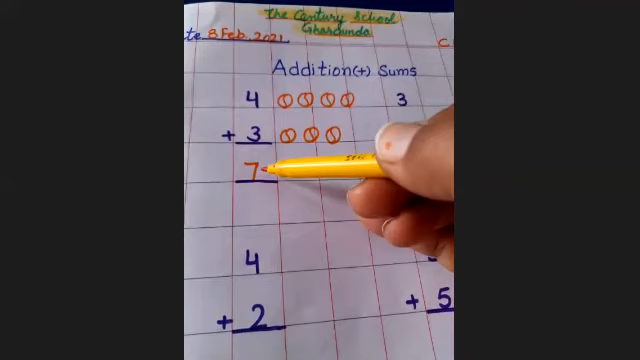 The Century School
Gharaunda
te 8 Feb. 2021
C
Addition(+) Sums
4 3
+ 3
7
4
+ 2 + 5